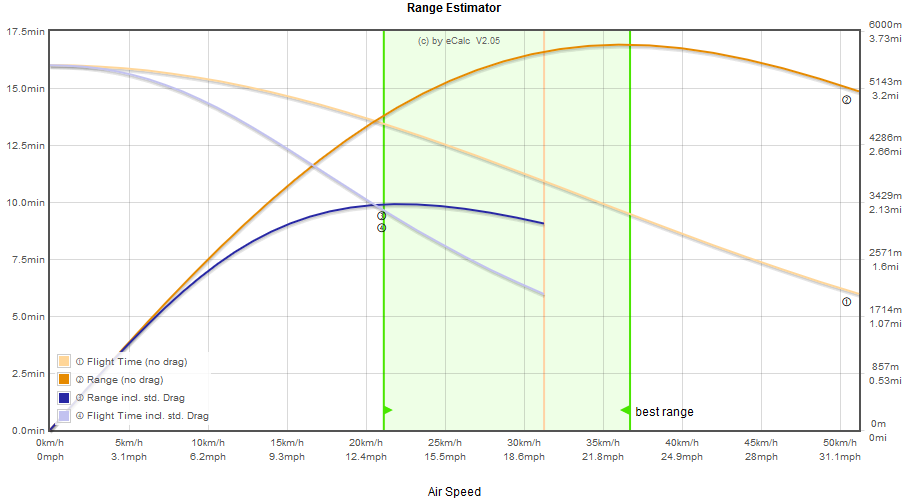 Range Estimator
(c) by eCalc V2.05
17.5min
15.0min
12.5min
10.0min
7.5min
5.0min
2.5min
0.0min
6000m
3.73mi
5143m
3.2mi
4286m
2.66mi
3429m
2.13mi
2571m
1.6mi
1714m
1.07mi
857m
0.53mi
0m
0mi
②
③
④
①
① Flight Time (no drag)
② Range (no drag)
③ Range incl. std. Drag
④ Flight Time incl. std. Drag
best range
0km/h 5km/h 10km/h 15km/h 20km/h 25km/h 30km/h 35km/h 40km/h 45km/h 50km/h
0mph 3.1mph 6.2mph 9.3mph 12.4mph 15.5mph 18.6mph 21.8mph 24.9mph 28mph 31.1mph
Air Speed